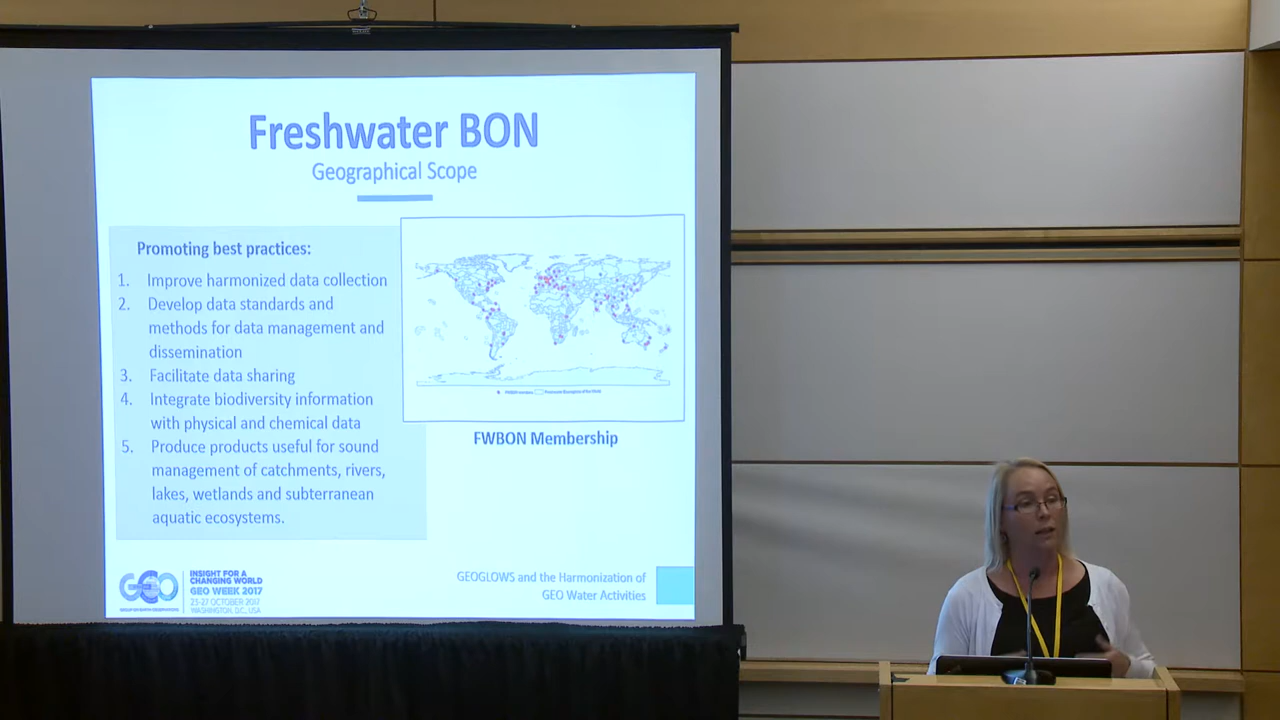 Freshwater BON
Geographical Scope
Promoting best practices:
1. Improve harmonized data collection
2. Develop data standards and
methods for data management and
dissemination
3. Facilitate data sharing
4. Integrate biodiversity information
with physical and chemical data
5. Produce products useful for sound
management of catchments, rivers,
lakes, wetlands and subterranean
aquatic ecosystems.
FWBON Membership
GEO
GROUP ON EARTH OBSERVATIONS
INSIGHT FOR A
CHANGING WORLD
GEO WEEK 2017
23-27 OCTOBER 2017
WASHINGTON, D.C., USA
GEOGLOWS and the Harmonization of
GEO Water Activities